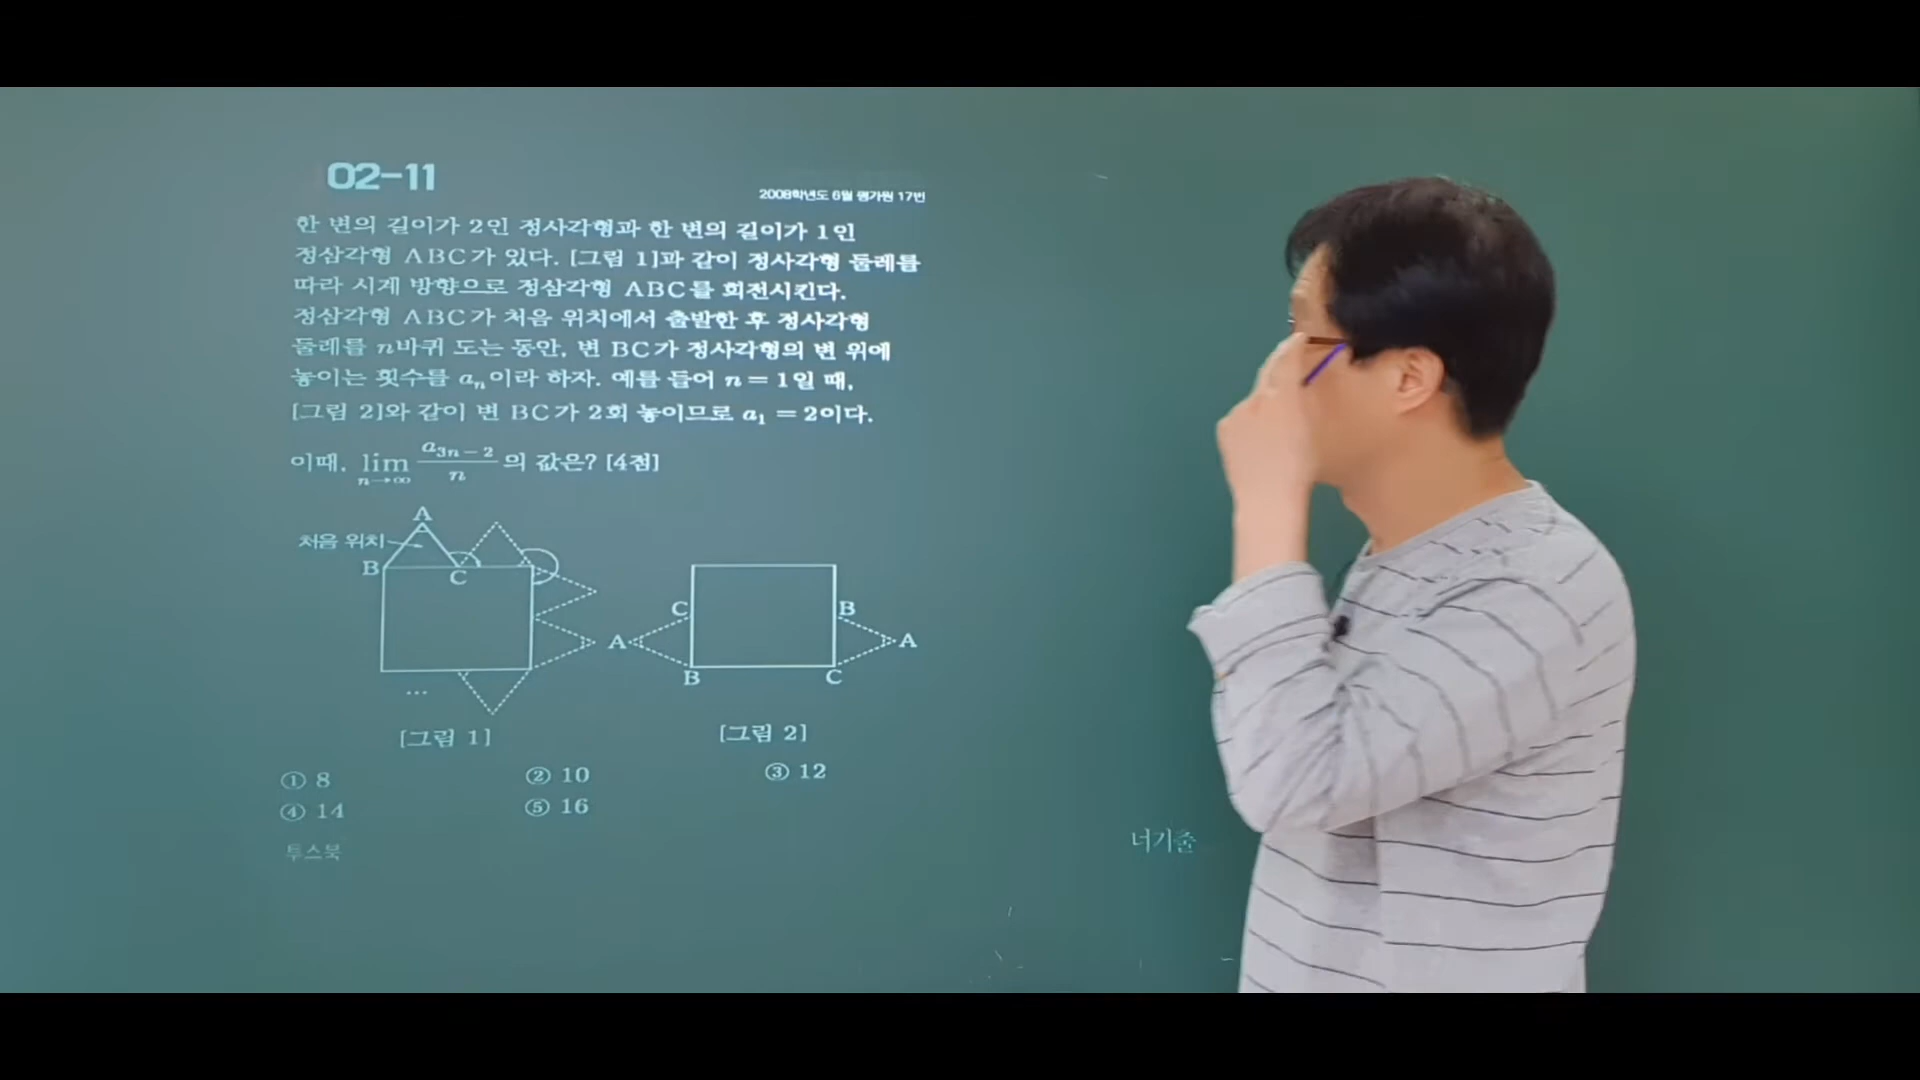 02-11
2008학년도 6월 평가원 17번
한 변의 길이가 2인 정사각형과 한 변의 길이가 1인
정삼각형 ABC가 있다. [그림 1]과 같이 정사각형 둘레를
따라 시계 방향으로 정삼각형 ABC를 회전시킨다.
정삼각형 ABC가 처음 위치에서 출발한 후 정사각형
둘레를 n바퀴 도는 동안, 변 BC가 정사각형의 변 위에
놓이는 횟수를 aₙ이라 하자. 예를 들어 n = 1일 때,
[그림 2]와 같이 변 BC가 2회 놓이므로 a₁ = 2이다.
이때, lim n→∞ a₃ₙ₋₂/n 의 값은? [4점]
A
처음 위치
B
C
...
[그림 1]
C
A
B
B
A
C
[그림 2]
① 8 ② 10 ③ 12
④ 14 ⑤ 16
투스북
너기출